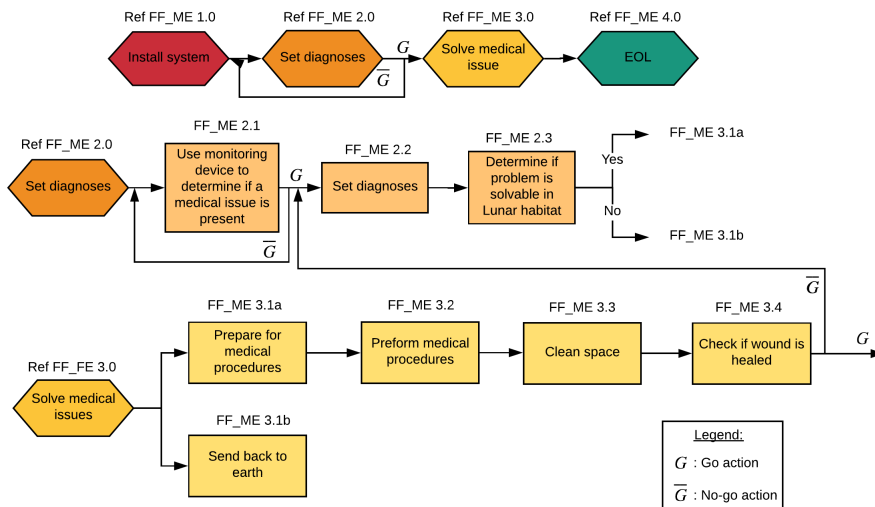 Ref FF_ME 1.0
Ref FF_ME 2.0
Ref FF_ME 3.0
Ref FF_ME 4.0
Install system
Set diagnoses
G
G̅
Solve medical
issue
EOL
Ref FF_ME 2.0
Set diagnoses
FF_ME 2.1
Use monitoring
device to
determine if a
medical issue is
present
G
G̅
FF_ME 2.2
Set diagnoses
FF_ME 2.3
Determine if
problem is
solvable in
Lunar habitat
Yes
No
FF_ME 3.1a
FF_ME 3.1b
G̅
Ref FF_FE 3.0
Solve medical
issues
FF_ME 3.1a
Prepare for
medical
procedures
FF_ME 3.2
Preform medical
procedures
FF_ME 3.3
Clean space
FF_ME 3.4
Check if wound is
healed
G
FF_ME 3.1b
Send back to
earth
Legend:
G : Go action
G̅ : No-go action